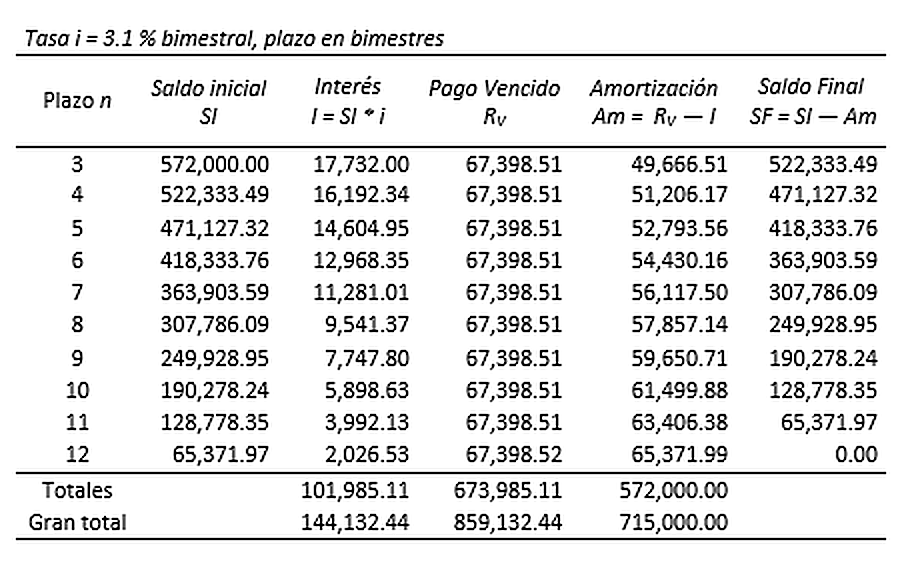 Tasa i = 3.1 % bimestral, plazo en bimestres
Plazo n Saldo inicial SI Interés I = SI * i Pago Vencido Rv Amortización Am = Rv — I Saldo Final SF = SI — Am
3 572,000.00 17,732.00 67,398.51 49,666.51 522,333.49
4 522,333.49 16,192.34 67,398.51 51,206.17 471,127.32
5 471,127.32 14,604.95 67,398.51 52,793.56 418,333.76
6 418,333.76 12,968.35 67,398.51 54,430.16 363,903.59
7 363,903.59 11,281.01 67,398.51 56,117.50 307,786.09
8 307,786.09 9,541.37 67,398.51 57,857.14 249,928.95
9 249,928.95 7,747.80 67,398.51 59,650.71 190,278.24
10 190,278.24 5,898.63 67,398.51 61,499.88 128,778.35
11 128,778.35 3,992.13 67,398.51 63,406.38 65,371.97
12 65,371.97 2,026.53 67,398.52 65,371.99 0.00
Totales 101,985.11 673,985.11 572,000.00
Gran total 144,132.44 859,132.44 715,000.00